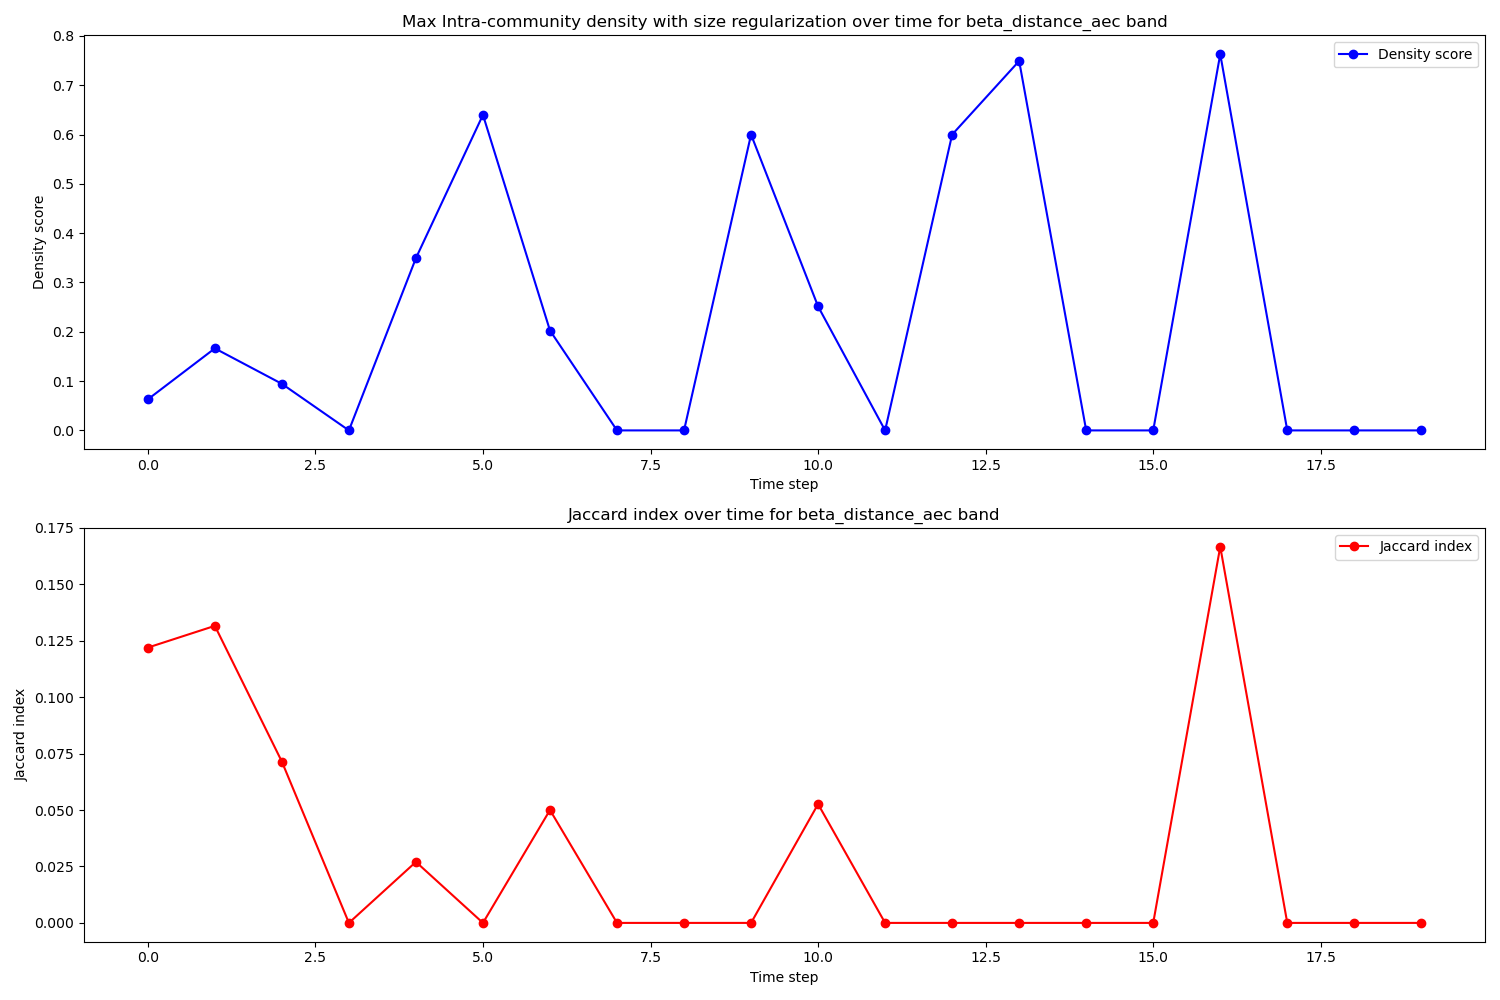 Max Intra-community density with size regularization over time for beta_distance_aec band
Density score
0.8
0.7
0.6
0.5
0.4
0.3
0.2
0.1
0.0
Density score
0.0 2.5 5.0 7.5 10.0 12.5 15.0 17.5
Time step
Jaccard index over time for beta_distance_aec band
Jaccard index
0.175
0.150
0.125
0.100
0.075
0.050
0.025
0.000
Jaccard index
0.0 2.5 5.0 7.5 10.0 12.5 15.0 17.5
Time step